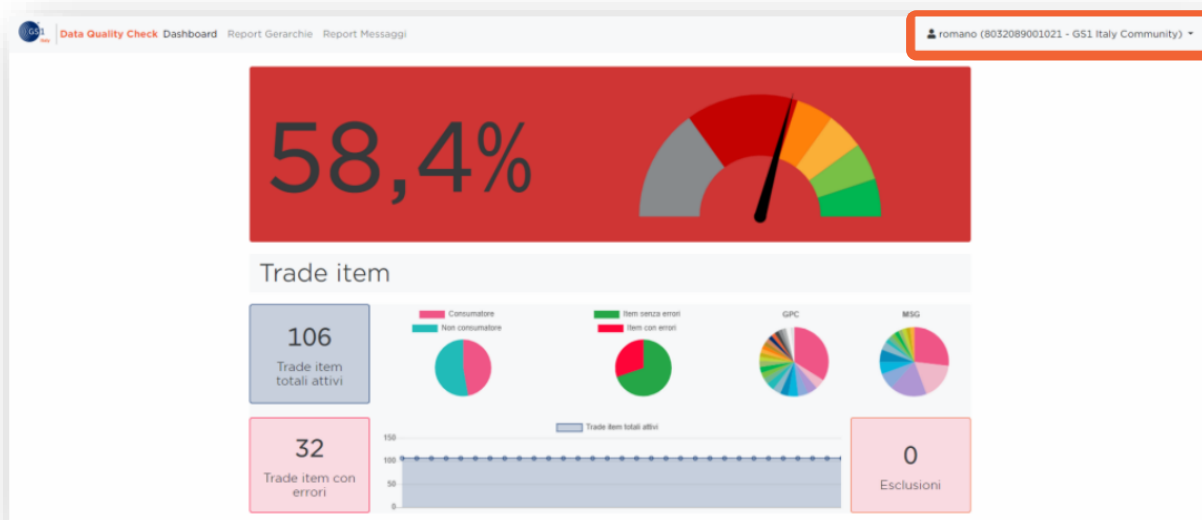 GS1
Italy
Data Quality Check Dashboard Report Gerarchie Report Messaggi
romano (8032089001021 - GS1 Italy Community)
58,4%
Trade item
106
Trade item
totali attivi
Consumatore
Non consumatore
Item senza errori
Item con errori
GPC
MSG
32
Trade item con
errori
Trade item totali attivi
150
100
50
0
0
Esclusioni